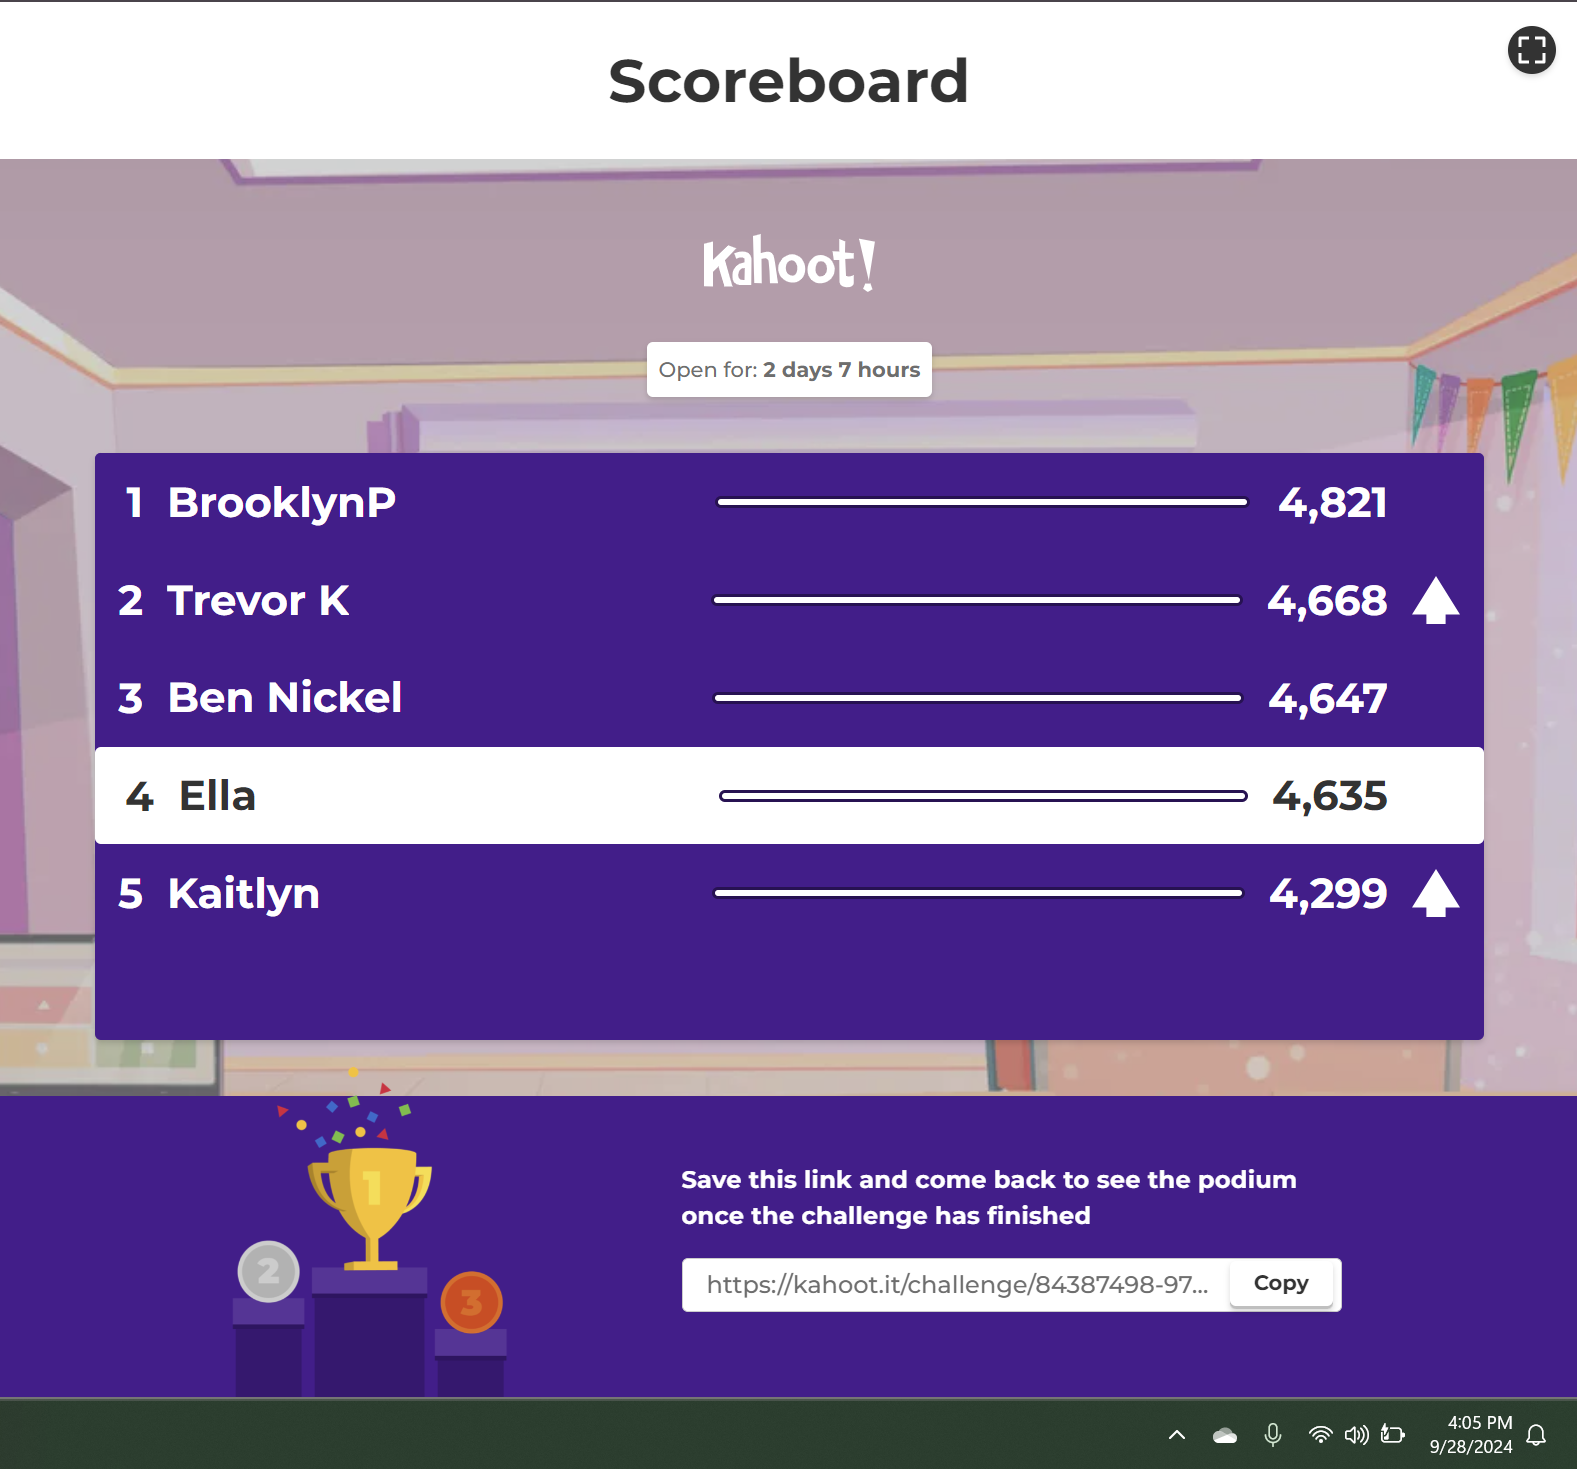 Scoreboard
Kahoot!
Open for: 2 days 7 hours
1 BrooklynP 4,821
2 Trevor K 4,668
3 Ben Nickel 4,647
4 Ella 4,635
5 Kaitlyn 4,299
1
2
3
Save this link and come back to see the podium
once the challenge has finished
https://kahoot.it/challenge/84387498-97... Copy
4:05 PM
9/28/2024